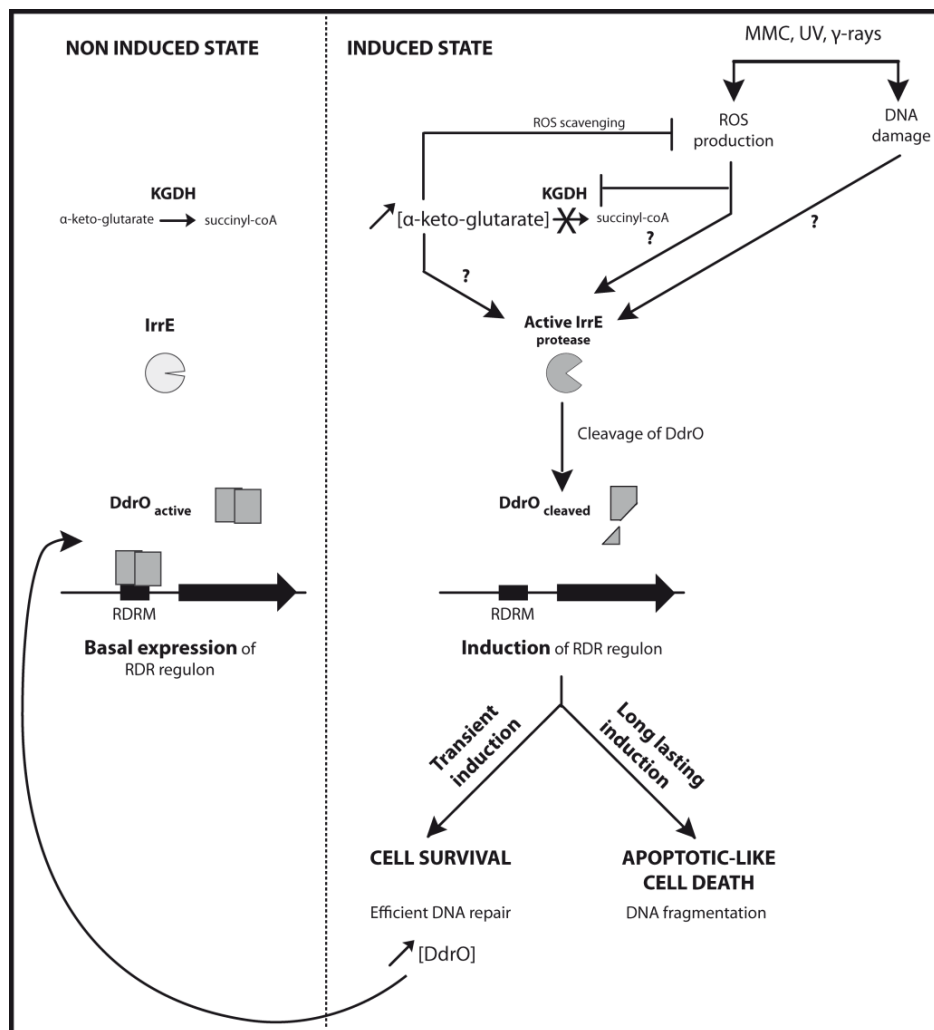 NON INDUCED STATE
KGDH
α-keto-glutarate
succinyl-coA
IrrE
DdrO active
RDRM
Basal expression of
RDR regulon
INDUCED STATE
MMC, UV, γ-rays
ROS scavenging
ROS
production
DNA
damage
KGDH
[α-keto-glutarate]
succinyl-coA
?
?
?
Active IrrE
protease
Cleavage of DdrO
DdrO cleaved
RDRM
Induction of RDR regulon
Transient
induction
Long lasting
induction
CELL SURVIVAL
Efficient DNA repair
[DdrO]
APOPTOTIC-LIKE
CELL DEATH
DNA fragmentation